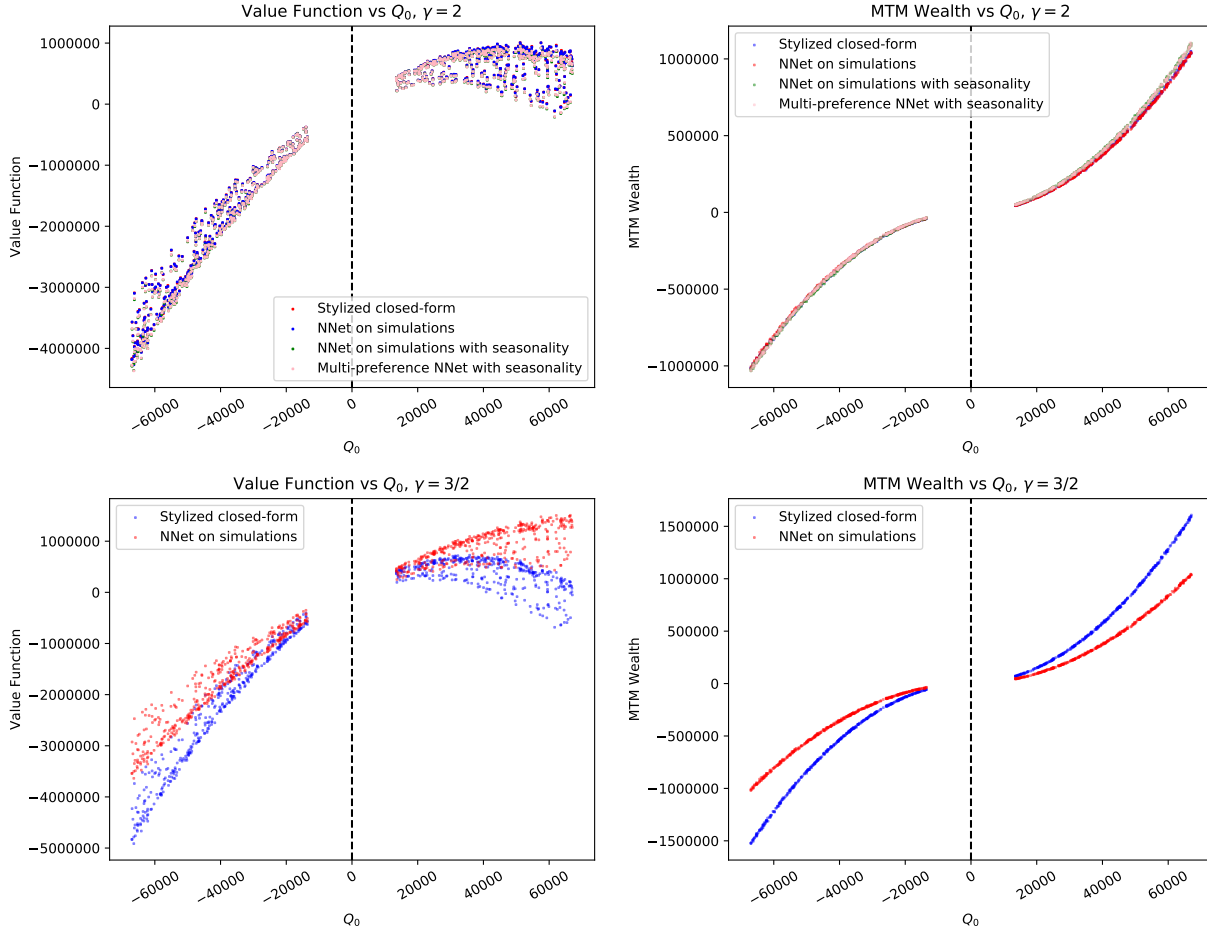 Value Function vs Q₀, γ = 2
1000000
0
−1000000
−2000000
−3000000
−4000000
Value Function
Stylized closed-form
NNet on simulations
NNet on simulations with seasonality
Multi-preference NNet with seasonality
−60000 −40000 −20000 0 20000 40000 60000
Q₀
MTM Wealth vs Q₀, γ = 2
Stylized closed-form
NNet on simulations
NNet on simulations with seasonality
Multi-preference NNet with seasonality
1000000
500000
0
−500000
−1000000
MTM Wealth
−60000 −40000 −20000 0 20000 40000 60000
Q₀
Value Function vs Q₀, γ = 3/2
Stylized closed-form
NNet on simulations
1000000
0
−1000000
−2000000
−3000000
−4000000
−5000000
Value Function
−60000 −40000 −20000 0 20000 40000 60000
Q₀
MTM Wealth vs Q₀, γ = 3/2
Stylized closed-form
NNet on simulations
1500000
1000000
500000
0
−500000
−1000000
−1500000
MTM Wealth
−60000 −40000 −20000 0 20000 40000 60000
Q₀